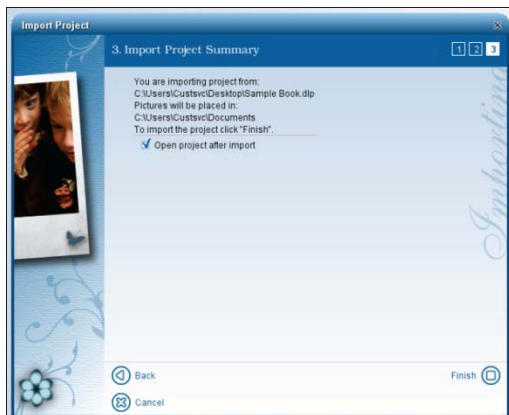 Import Project
3. Import Project Summary
1 2 3
You are importing project from:
C:\Users\Custsvc\Desktop\Sample Book.dlp
Pictures will be placed in:
C:\Users\Custsvc\Documents
To import the project click "Finish".
Open project after import
Importing
Back
Finish
Cancel